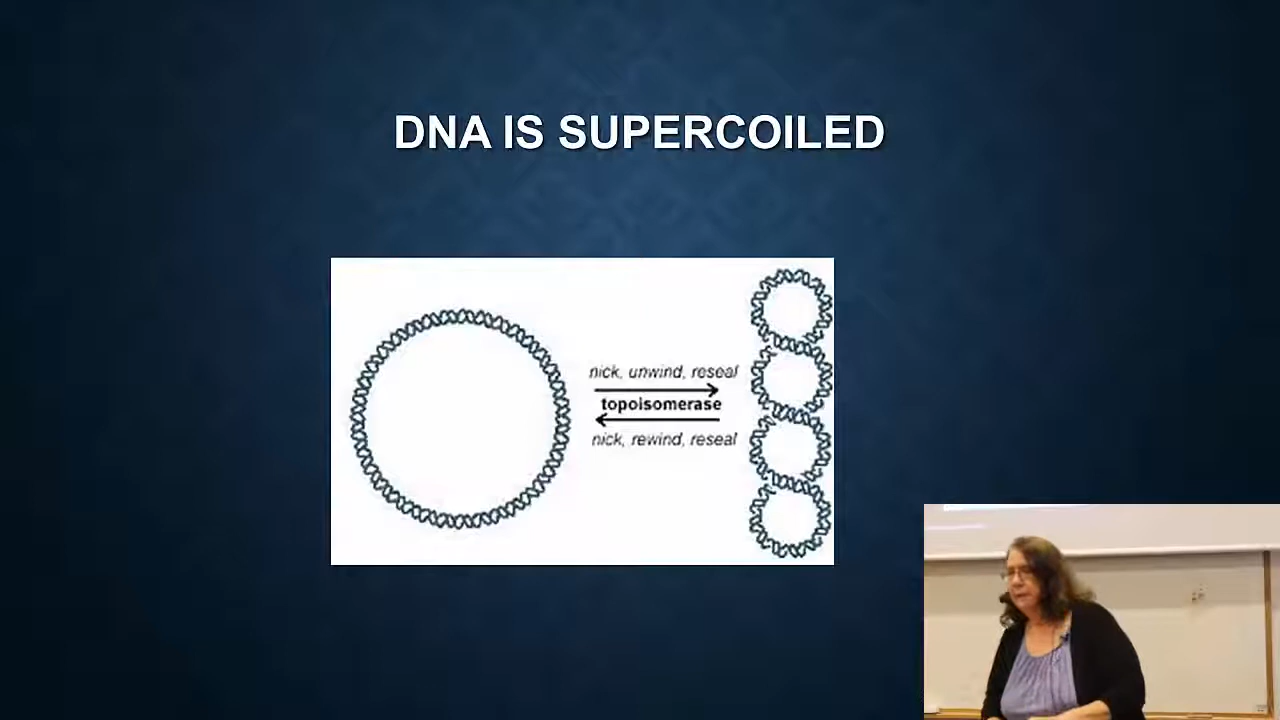 DNA IS SUPERCOILED
nick, unwind, reseal
topoisomerase
nick, rewind, reseal